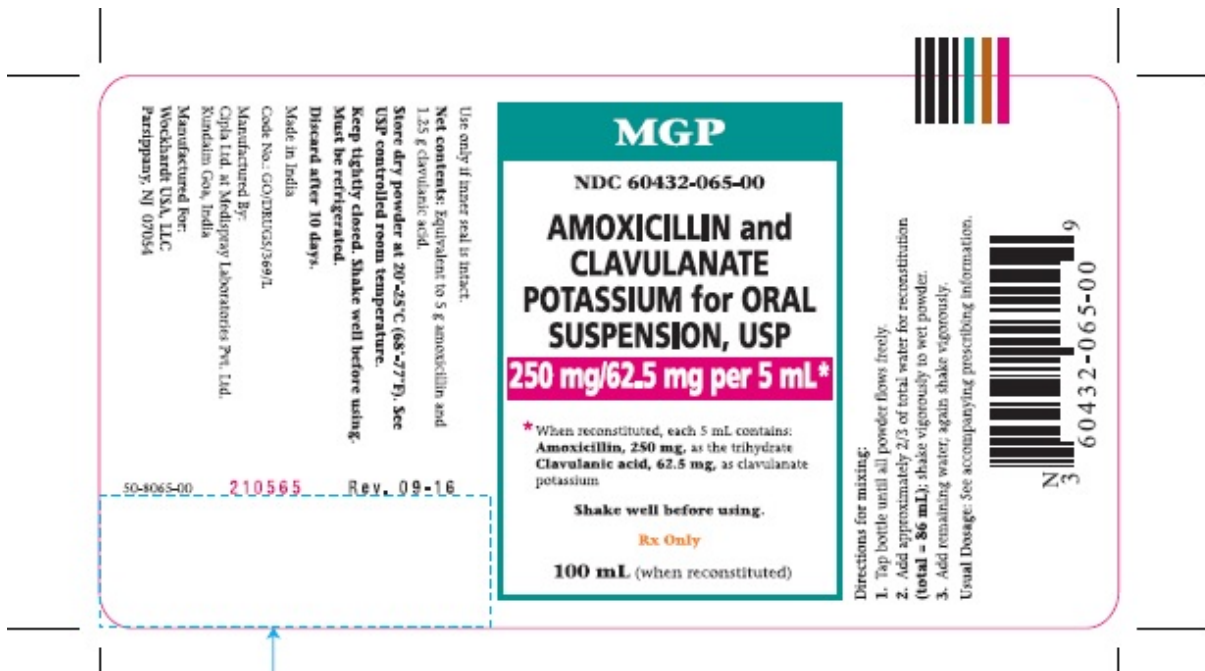 Use only if inner seal is intact.
Net contents: Equivalent to 5 g amoxicillin and
1.25 g clavulanic acid.
Store dry powder at 20°-25°C (68°-77°F). See
USP controlled room temperature.
Keep tightly closed. Shake well before using.
Must be refrigerated.
Discard after 10 days.
Made in India
Code No.: GO/DRUGS/369/L
Manufactured By:
Cipla Ltd. at Medispray Laboratories Pvt. Ltd.
Kundaim Goa, India
Manufactured For:
Wockhardt USA, LLC
Parsippany, NJ 07054
50-8065-00 210565 Rev. 09-16
MGP
NDC 60432-065-00
AMOXICILLIN and
CLAVULANATE
POTASSIUM for ORAL
SUSPENSION, USP
250 mg/62.5 mg per 5 mL*
*When reconstituted, each 5 mL contains:
Amoxicillin, 250 mg, as the trihydrate
Clavulanic acid, 62.5 mg, as clavulanate
potassium
Shake well before using.
Rx Only
100 mL (when reconstituted)
Directions for mixing:
1. Tap bottle until all powder flows freely.
2. Add approximately 2/3 of total water for reconstitution
(total = 86 mL); shake vigorously to wet powder.
3. Add remaining water; again shake vigorously.
Usual Dosage: See accompanying prescribing information.
N
3 60432-065-00 9